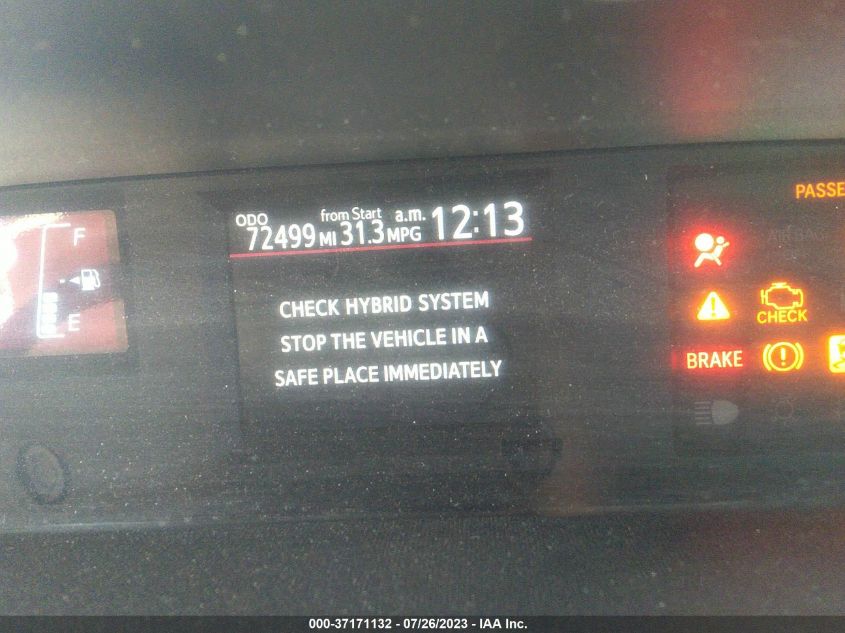 PASSE
ODO 72499 MI from Start 31.3 MPG a.m. 12:13
F
E
CHECK HYBRID SYSTEM
STOP THE VEHICLE IN A
SAFE PLACE IMMEDIATELY
CHECK
BRAKE
000-37171132 - 07/26/2023 - IAA Inc.